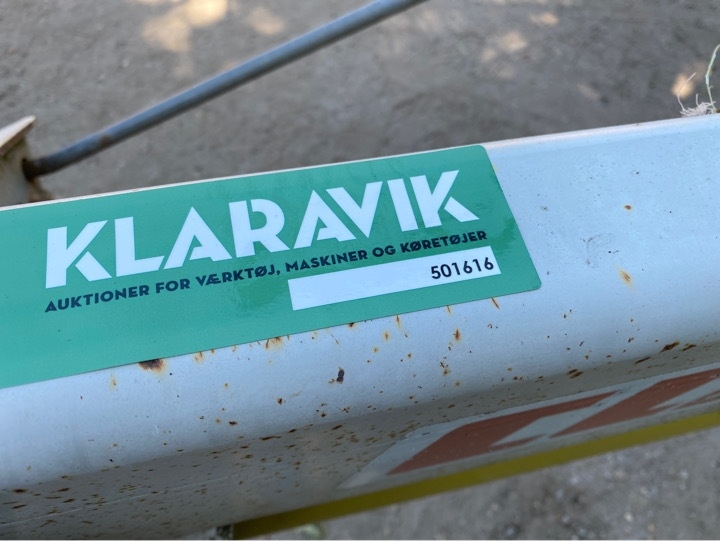 KLARAVIK
AUKTIONER FOR VÆRKTØJ, MASKINER OG KØRETØJER
501616